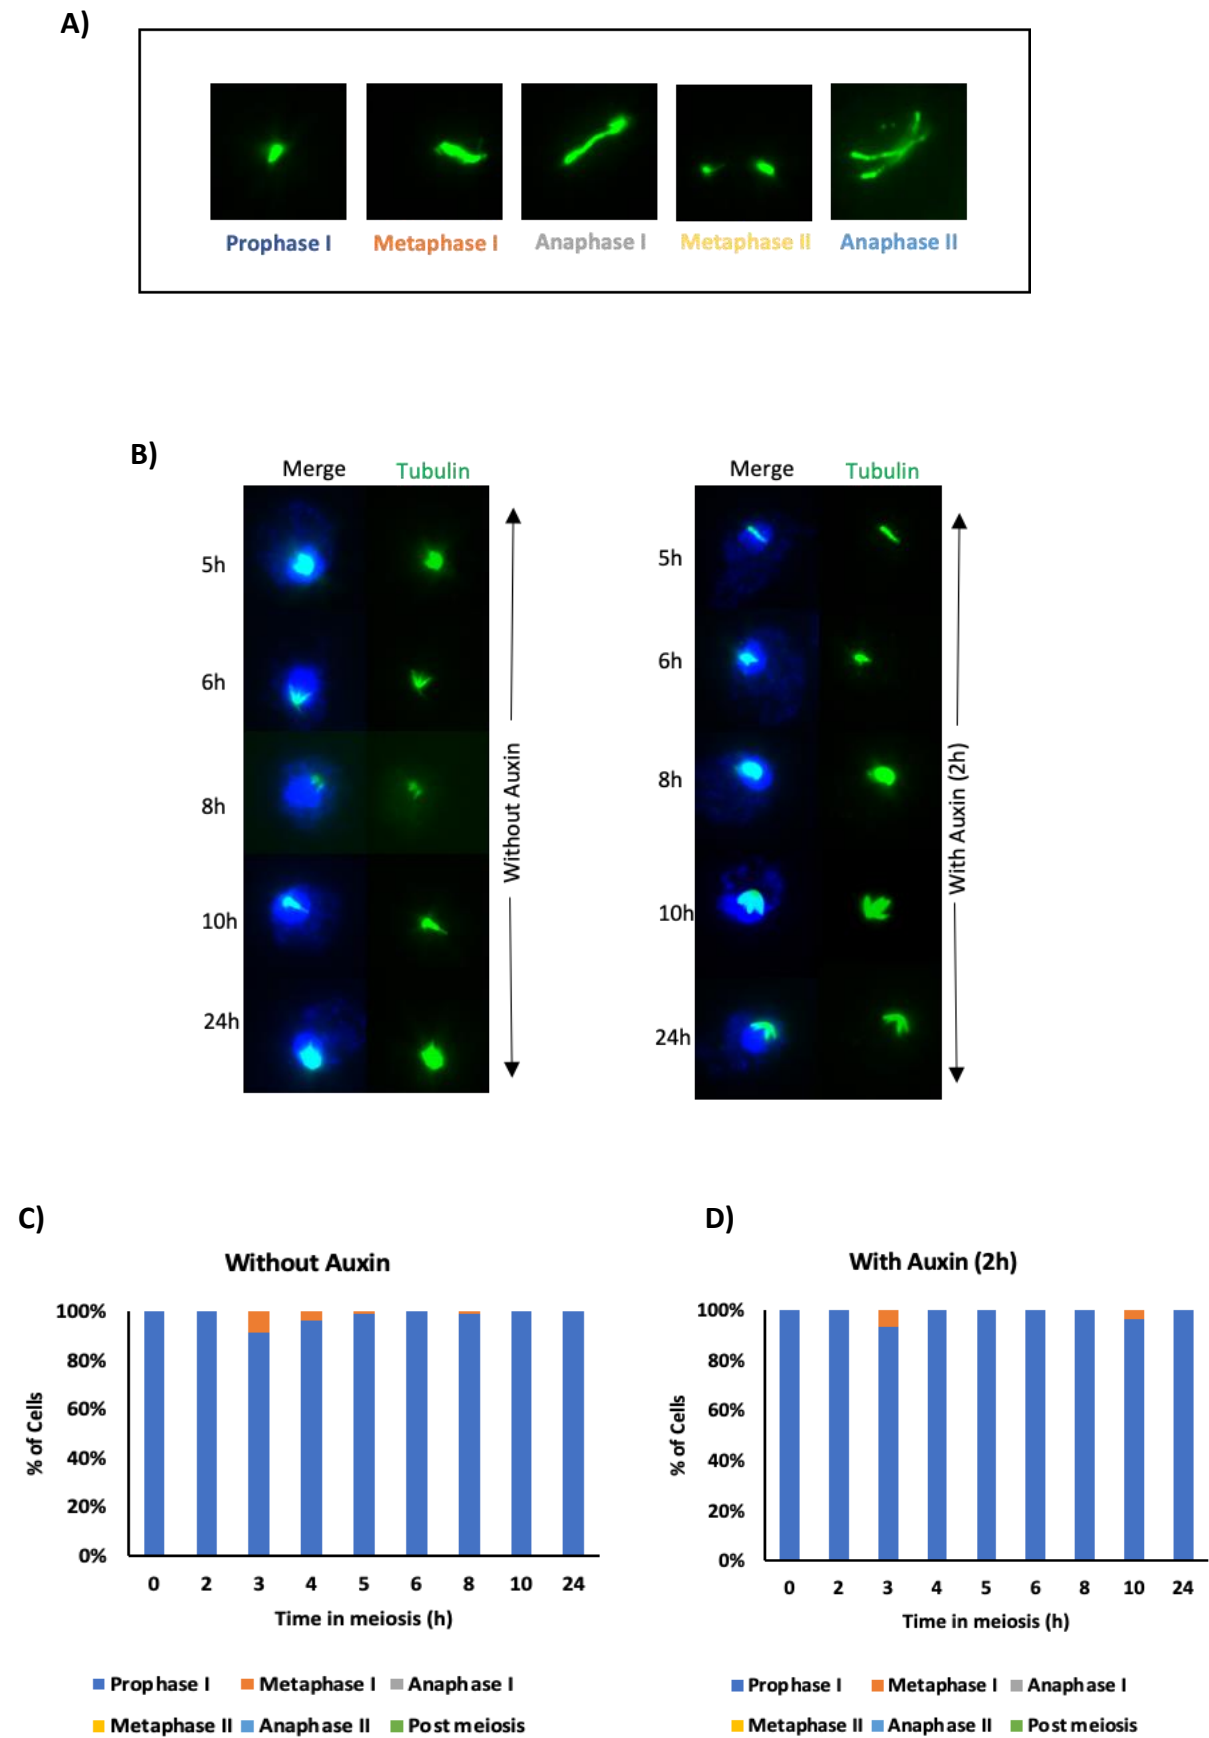 A)
Prophase I Metaphase I Anaphase I Metaphase II Anaphase II
B)
Merge Tubulin
5h
6h
8h
10h
24h
Without Auxin
Merge Tubulin
5h
6h
8h
10h
24h
With Auxin (2h)
C)
Without Auxin
100%
80%
60%
40%
20%
0%
% of Cells
0 2 3 4 5 6 8 10 24
Time in meiosis (h)
Prophase I Metaphase I Anaphase I
Metaphase II Anaphase II Post meiosis
D)
With Auxin (2h)
100%
80%
60%
40%
20%
0%
% of Cells
0 2 3 4 5 6 8 10 24
Time in meiosis (h)
Prophase I Metaphase I Anaphase I
Metaphase II Anaphase II Post meiosis